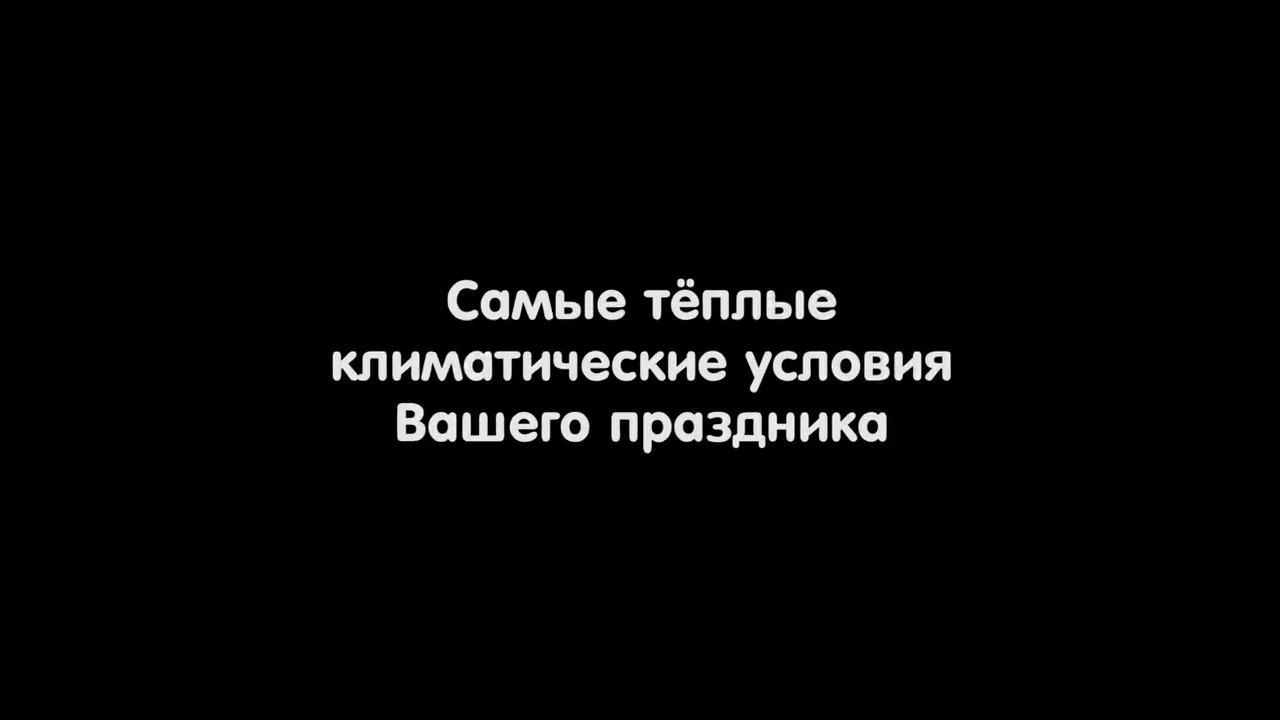 Самые тёплые
климатические условия
Вашего праздника